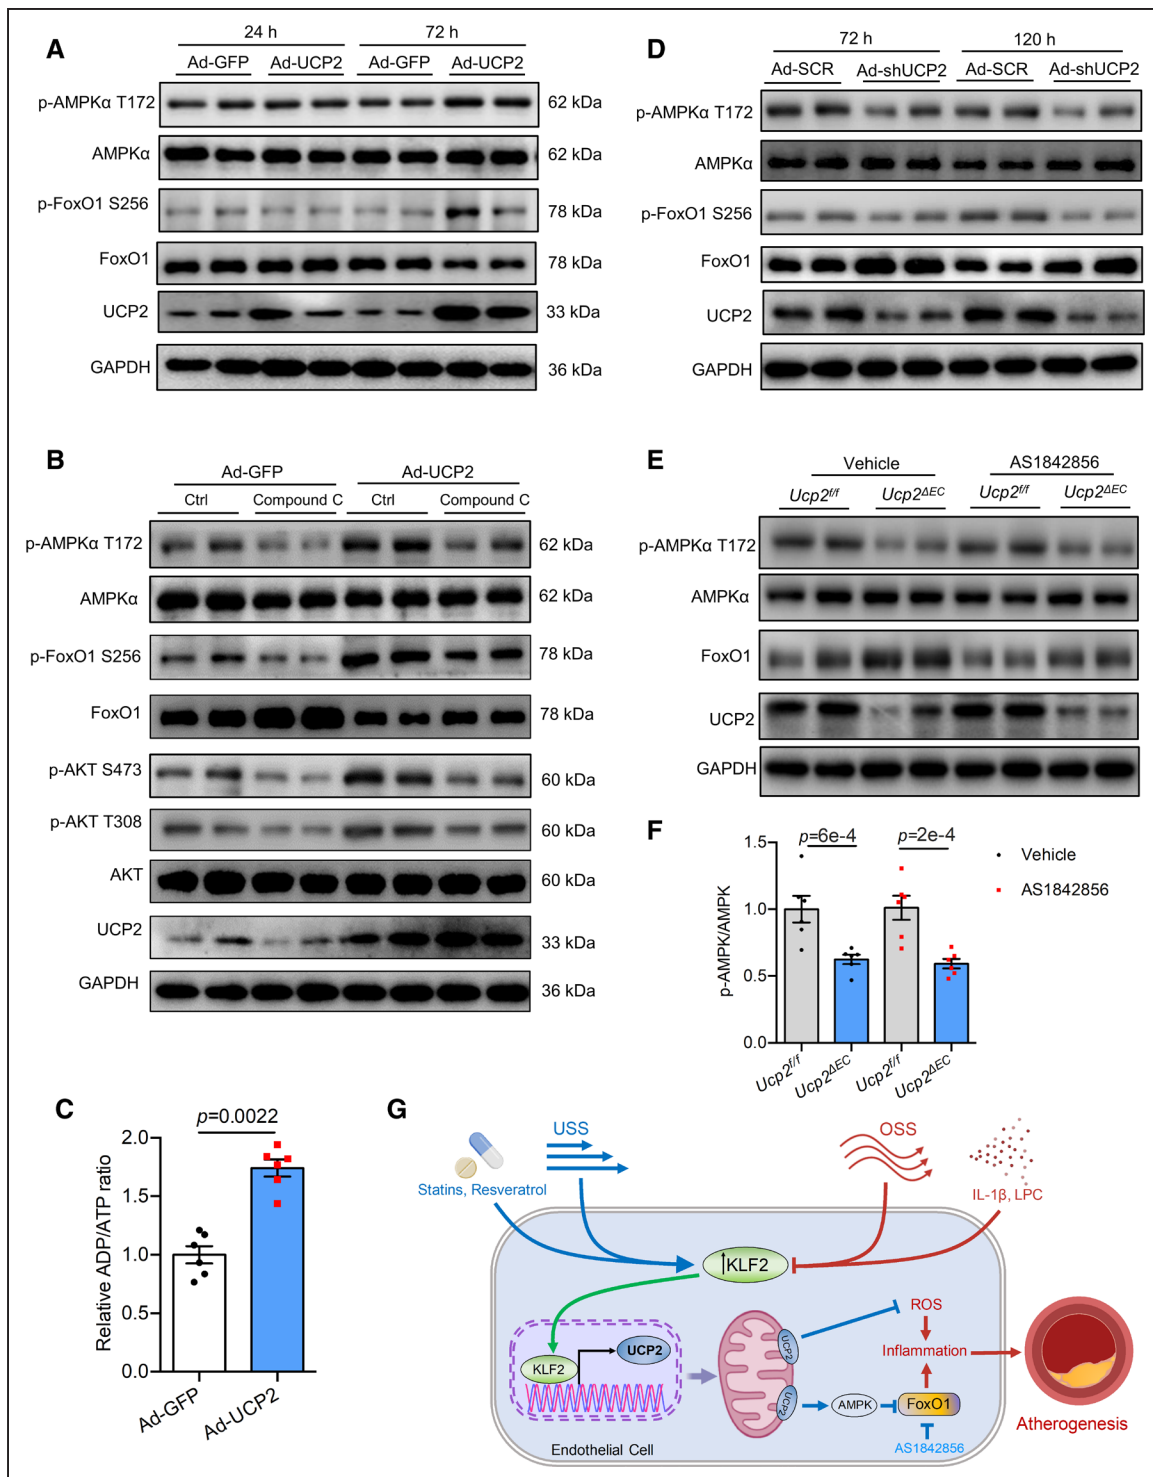 A
24 h
72 h
Ad-GFP
Ad-UCP2
Ad-GFP
Ad-UCP2
p-AMPKα T172
62 kDa
AMPKα
62 kDa
p-FoxO1 S256
78 kDa
FoxO1
78 kDa
UCP2
33 kDa
GAPDH
36 kDa
D
72 h
120 h
Ad-SCR
Ad-shUCP2
Ad-SCR
Ad-shUCP2
p-AMPKα T172
AMPKα
p-FoxO1 S256
FoxO1
UCP2
GAPDH
B
Ad-GFP
Ad-UCP2
Ctrl
Compound C
Ctrl
Compound C
p-AMPKα T172
62 kDa
AMPKα
62 kDa
p-FoxO1 S256
78 kDa
FoxO1
78 kDa
p-AKT S473
60 kDa
p-AKT T308
60 kDa
AKT
60 kDa
UCP2
33 kDa
GAPDH
36 kDa
E
Vehicle
AS1842856
Ucp2f/f
Ucp2ΔEC
Ucp2f/f
Ucp2ΔEC
p-AMPKα T172
AMPKα
FoxO1
UCP2
GAPDH
F
p-AMPK/AMPK
1.5
1.0
0.5
0.0
p=6e-4
p=2e-4
Vehicle
AS1842856
Ucp2f/f
Ucp2ΔEC
Ucp2f/f
Ucp2ΔEC
C
Relative ADP/ATP ratio
p=0.0022
2.0
1.5
1.0
0.5
0.0
Ad-GFP
Ad-UCP2
G
USS
OSS
Statins, Resveratrol
IL-1β, LPC
KLF2
ROS
UCP2
UCP2
KLF2
Inflammation
UCP2
AMPK
FoxO1
Atherogenesis
AS1842856
Endothelial Cell